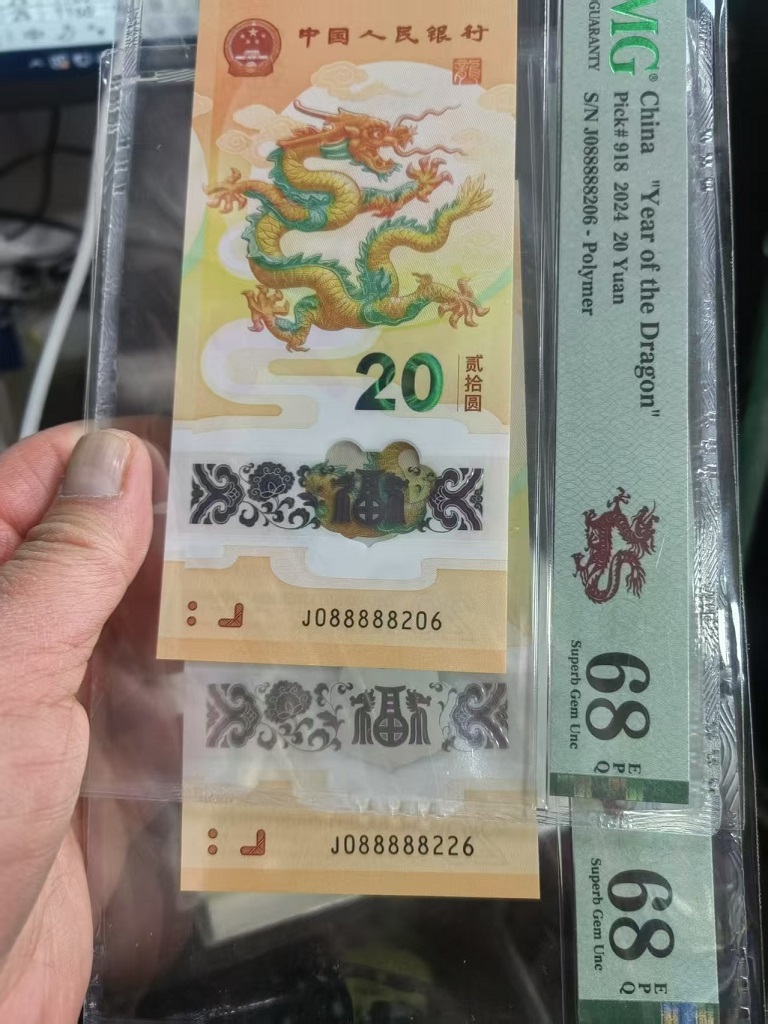 中国人民银行
龍
20
贰拾圆
福
J088888206
福
J088888226
MG®
GUARANTY
China "Year of the Dragon"
Pick# 918 2024 20 Yuan
S/N J088888206 - Polymer
68 EPQ
Superb Gem Unc
68 EPQ
Superb Gem Unc